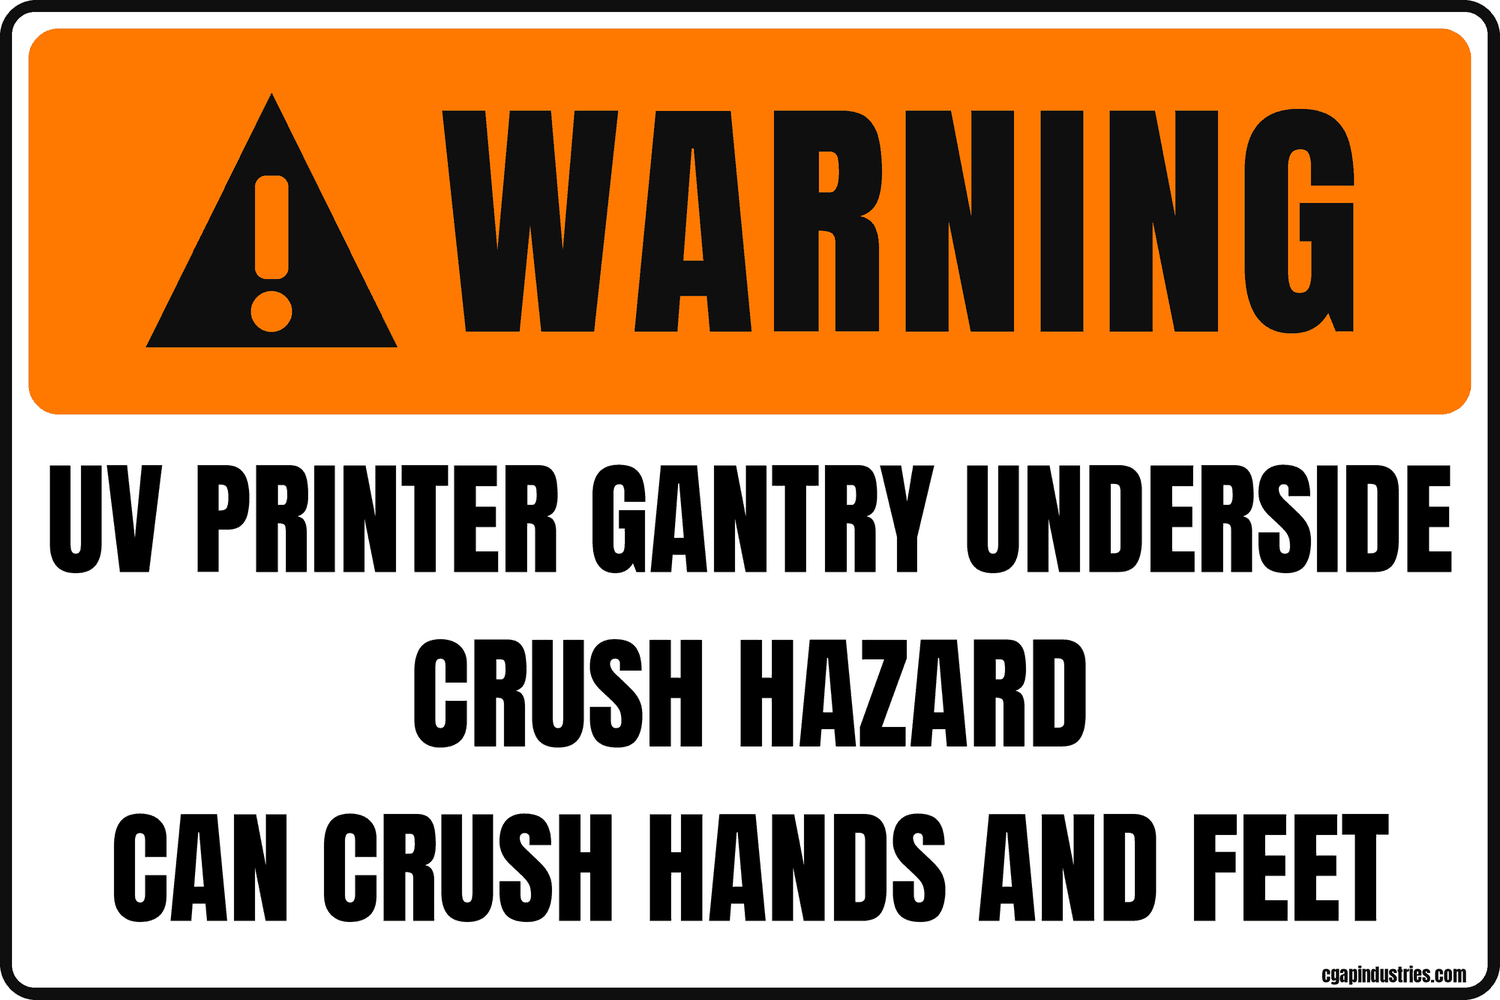 WARNING
UV PRINTER GANTRY UNDERSIDE
CRUSH HAZARD
CAN CRUSH HANDS AND FEET
cgapindustries.com